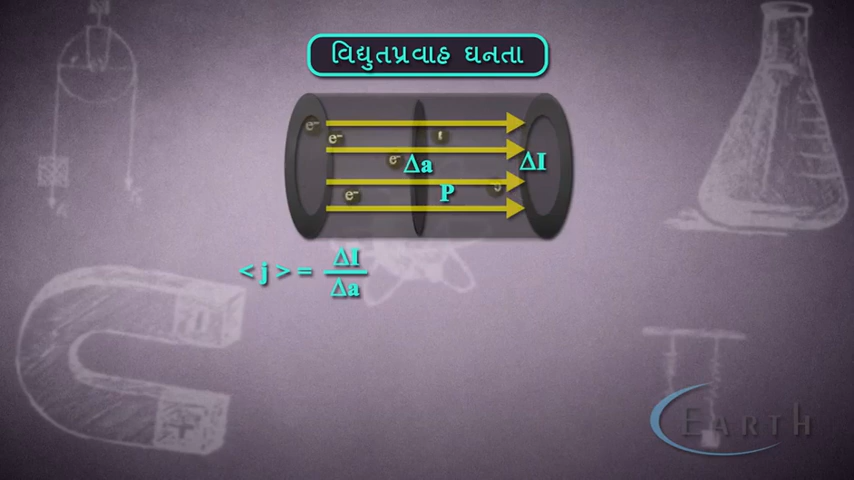 વિદ્યુતપ્રવાહ ઘનતા
e⁻
e⁻
e⁻
e⁻
Δa
ΔI
P
< j > = ΔI
Δa
EARTH